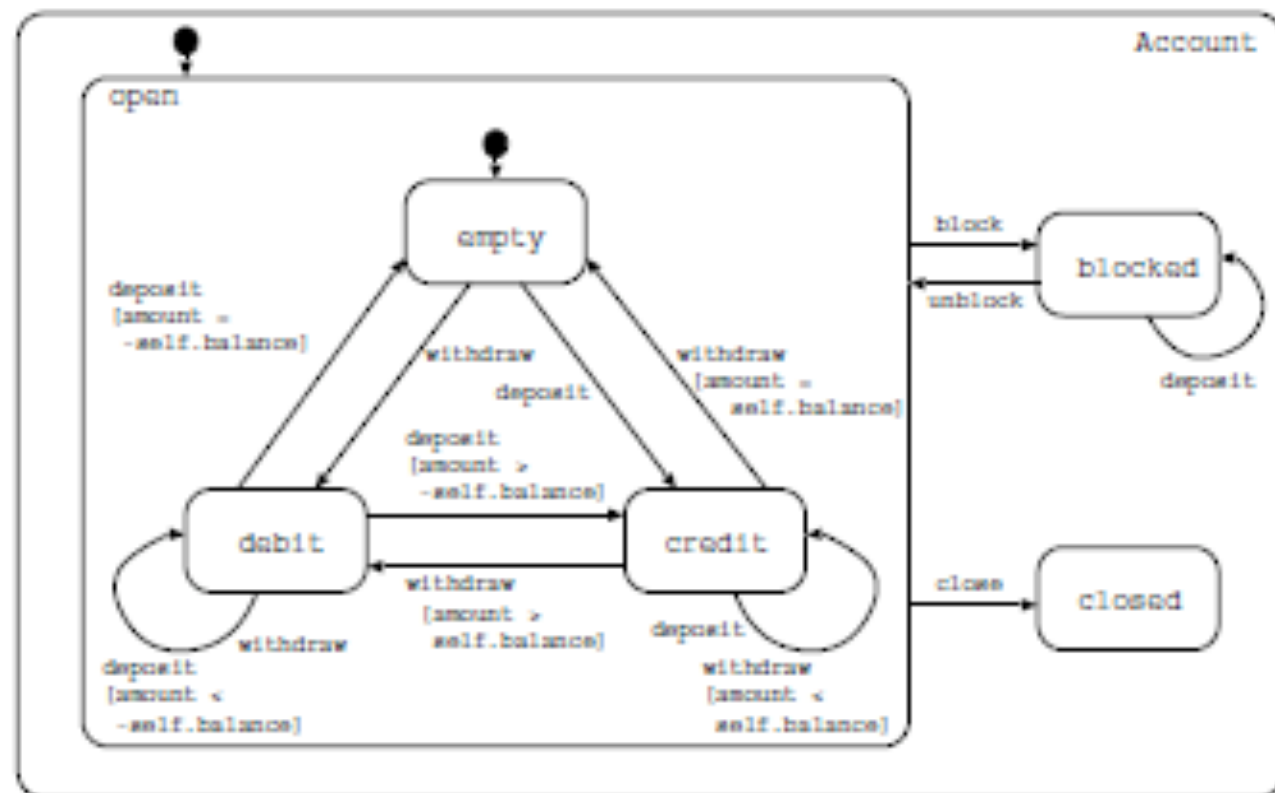 Account
open
empty
block
blocked
unblock
deposit
deposit
[amount =
-self.balance]
withdraw
deposit
withdraw
[amount =
self.balance]
deposit
[amount >
-self.balance]
debit
credit
withdraw
[amount >
self.balance]
close
closed
withdraw
deposit
[amount <
-self.balance]
deposit
withdraw
[amount <
self.balance]